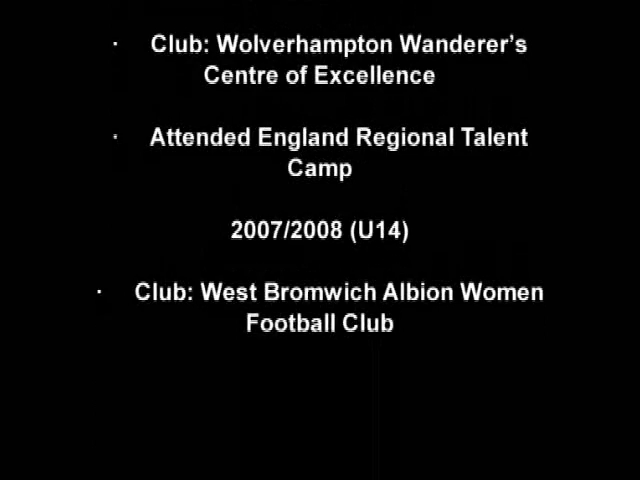 · Club: Wolverhampton Wanderer’s
Centre of Excellence
· Attended England Regional Talent
Camp
2007/2008 (U14)
· Club: West Bromwich Albion Women
Football Club